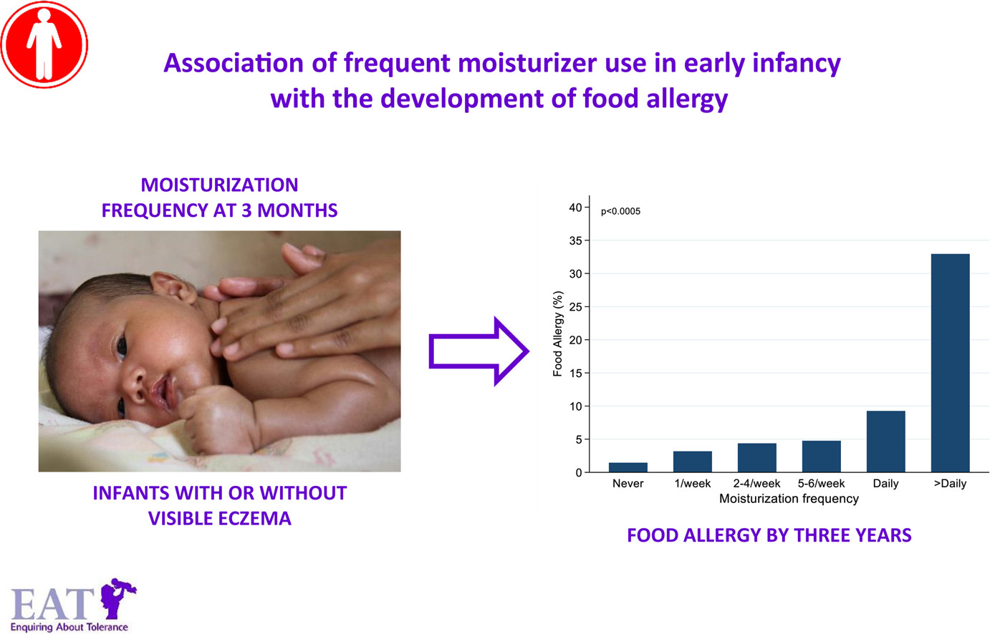 Association of frequent moisturizer use in early infancy
with the development of food allergy
MOISTURIZATION
FREQUENCY AT 3 MONTHS
INFANTS WITH OR WITHOUT
VISIBLE ECZEMA
p<0.0005
Food Allergy (%)
40
35
30
25
20
15
10
5
0
Never 1/week 2-4/week 5-6/week Daily >Daily
Moisturization frequency
FOOD ALLERGY BY THREE YEARS
EAT
Enquiring About Tolerance